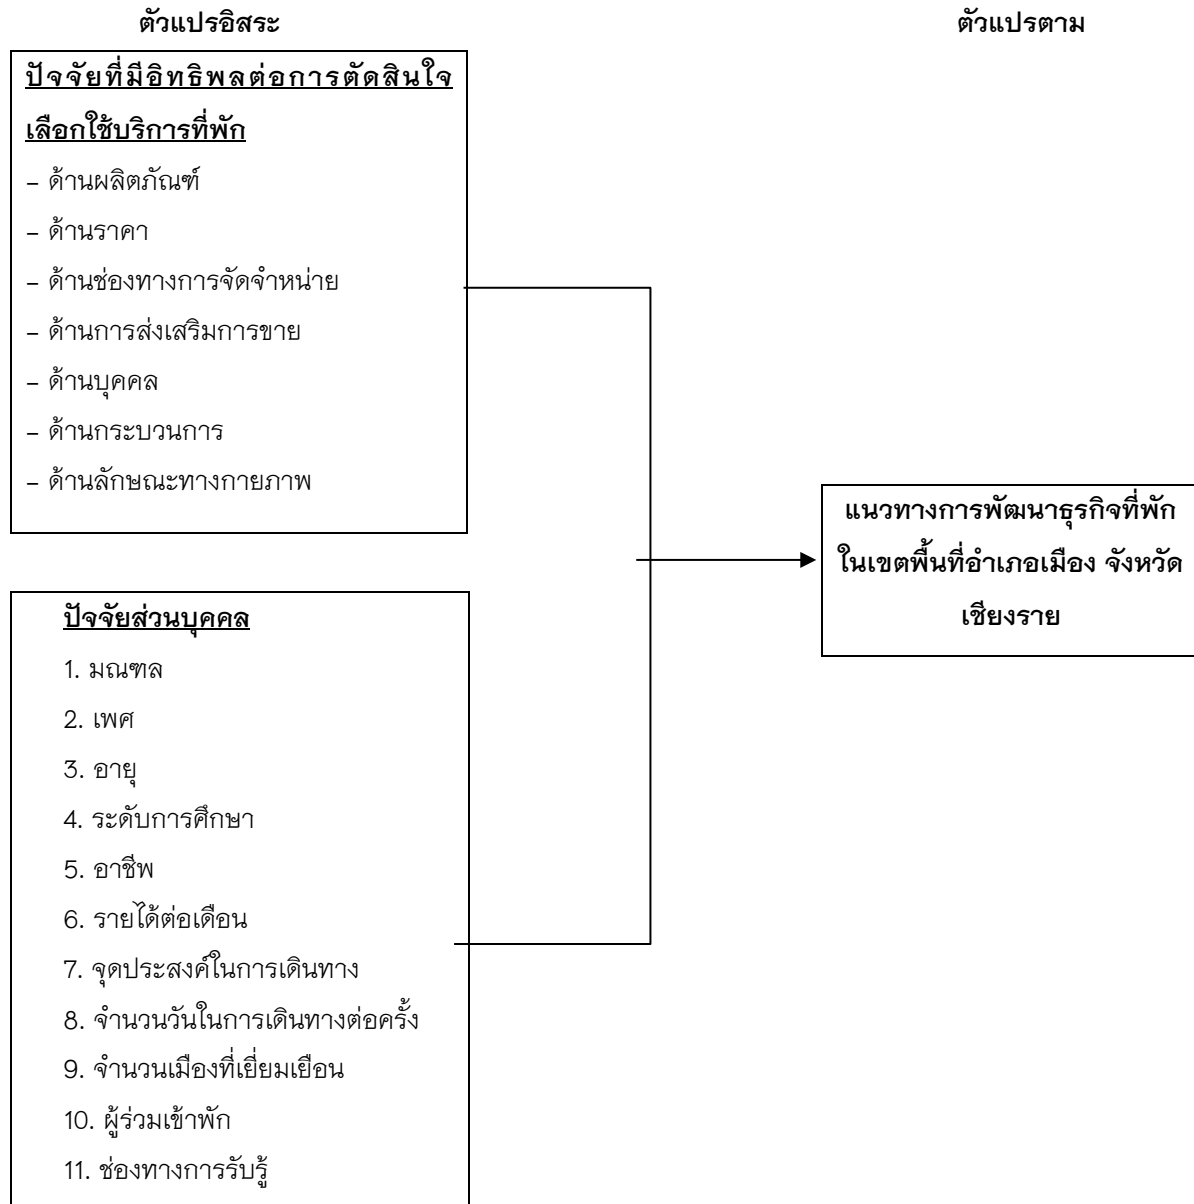 ตัวแปรอิสระ
ตัวแปรตาม
ปัจจัยที่มีอิทธิพลต่อการตัดสินใจ
เลือกใช้บริการที่พัก
- ด้านผลิตภัณฑ์
- ด้านราคา
- ด้านช่องทางการจัดจำหน่าย
- ด้านการส่งเสริมการขาย
- ด้านบุคคล
- ด้านกระบวนการ
- ด้านลักษณะทางกายภาพ
ปัจจัยส่วนบุคคล
1. มณฑล
2. เพศ
3. อายุ
4. ระดับการศึกษา
5. อาชีพ
6. รายได้ต่อเดือน
7. จุดประสงค์ในการเดินทาง
8. จำนวนวันในการเดินทางต่อครั้ง
9. จำนวนเมืองที่เยี่ยมเยือน
10. ผู้ร่วมเข้าพัก
11. ช่องทางการรับรู้
แนวทางการพัฒนาธุรกิจที่พัก
ในเขตพื้นที่อำเภอเมือง จังหวัด
เชียงราย